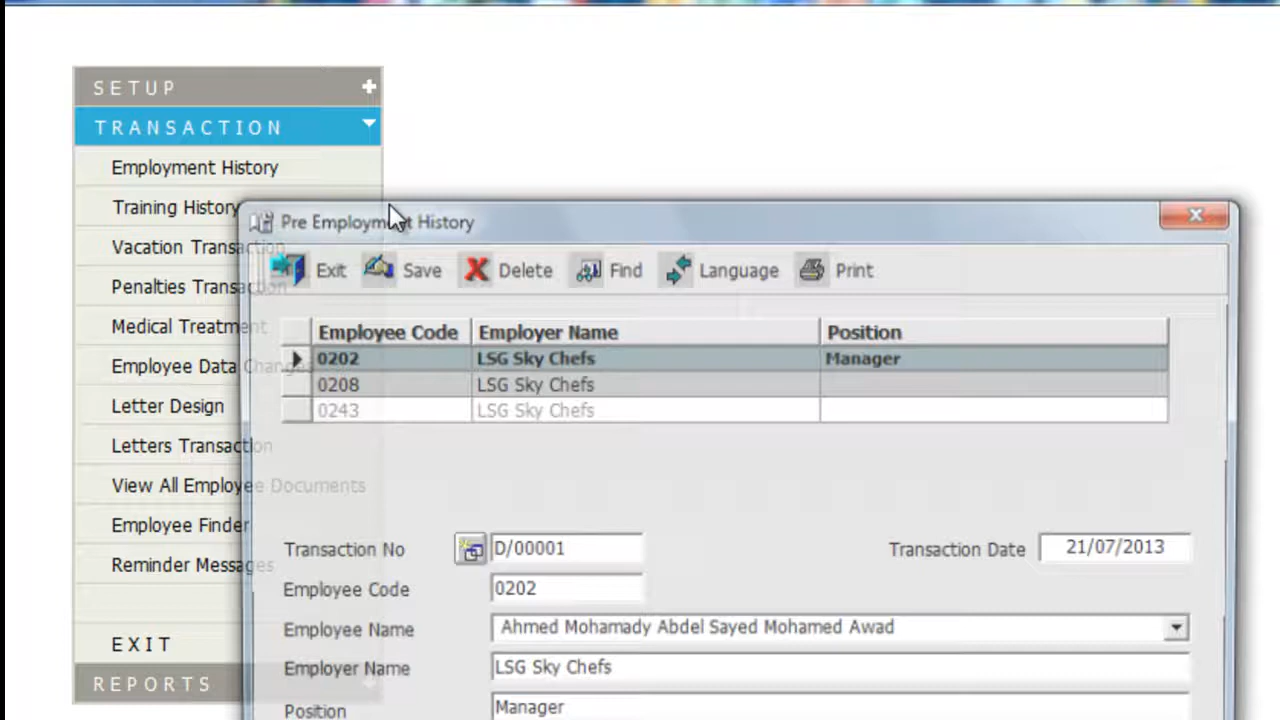 SETUP
TRANSACTION
Employment History
Training History
Vacation Transaction
Penalties Transaction
Medical Treatment
Employee Data Changes
Letter Design
Letters Transaction
View All Employee Documents
Employee Finder
Reminder Messages
EXIT
REPORTS
Pre Employment History
Exit Save Delete Find Language Print
Employee Code Employer Name Position
0202 LSG Sky Chefs Manager
0208 LSG Sky Chefs
0243 LSG Sky Chefs
Transaction No D/00001 Transaction Date 21/07/2013
Employee Code 0202
Employee Name Ahmed Mohamady Abdel Sayed Mohamed Awad
Employer Name LSG Sky Chefs
Position Manager